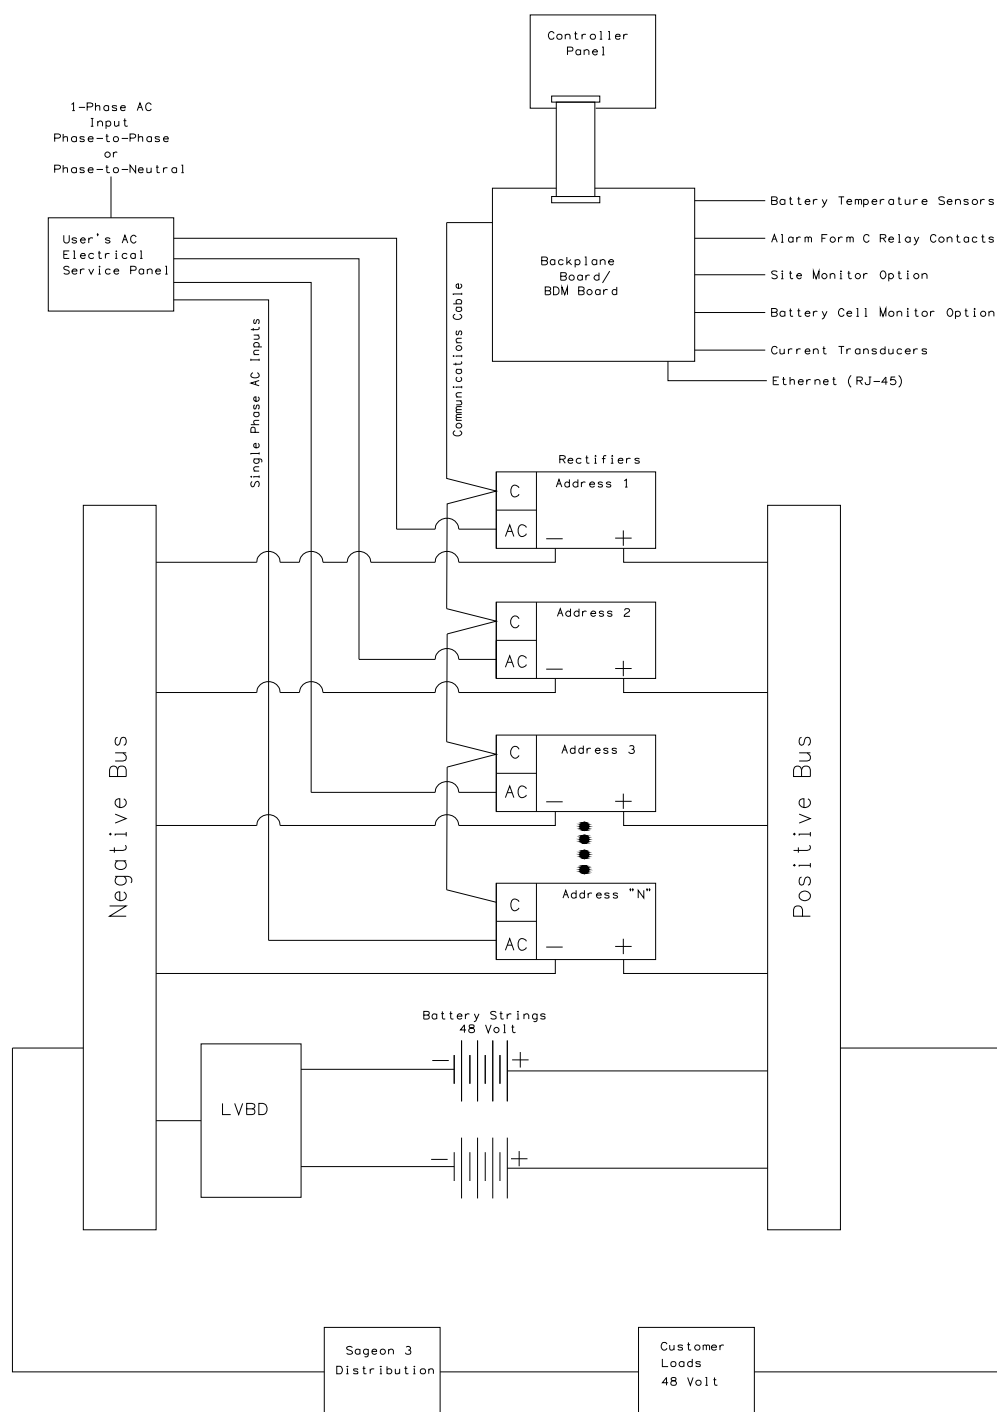 Controller
Panel
1-Phase AC
Input
Phase-to-Phase
or
Phase-to-Neutral
User's AC
Electrical
Service Panel
Backplane
Board/
BDM Board
Battery Temperature Sensors
Alarm Form C Relay Contacts
Site Monitor Option
Battery Cell Monitor Option
Current Transducers
Ethernet (RJ-45)
Single Phase AC Inputs
Communications Cable
Rectifiers
C
Address 1
AC
— +
C
Address 2
AC
— +
C
Address 3
AC
— +
C
Address "N"
AC
— +
Negative Bus
Positive Bus
Battery Strings
48 Volt
— +
LVBD
— +
Sageon 3
Distribution
Customer
Loads
48 Volt